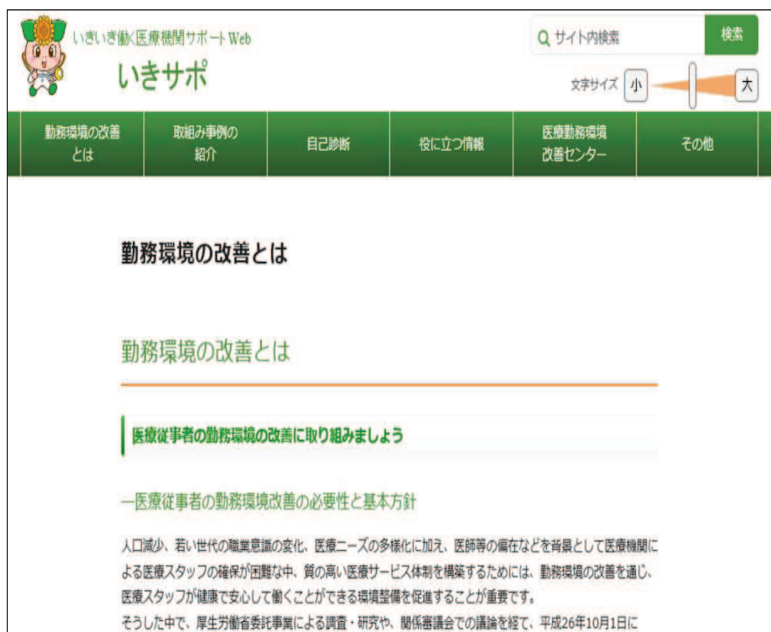 いきいき働く医療機関サポートWeb
いきサポ
サイト内検索
検索
文字サイズ 小 大
勤務環境の改善
とは
取組み事例の
紹介
自己診断
役に立つ情報
医療勤務環境
改善センター
その他
勤務環境の改善とは
勤務環境の改善とは
医療従事者の勤務環境の改善に取り組みましょう
―医療従事者の勤務環境改善の必要性と基本方針
人口減少、若い世代の職業意識の変化、医療ニーズの多様化に加え、医師等の偏在などを背景として医療機関に
よる医療スタッフの確保が困難な中、質の高い医療サービス体制を構築するためには、勤務環境の改善を通じ、
医療スタッフが健康で安心して働くことができる環境整備を促進することが重要です。
そうした中で、厚生労働省委託事業による調査・研究や、関係審議会での議論を経て、平成26年10月1日に